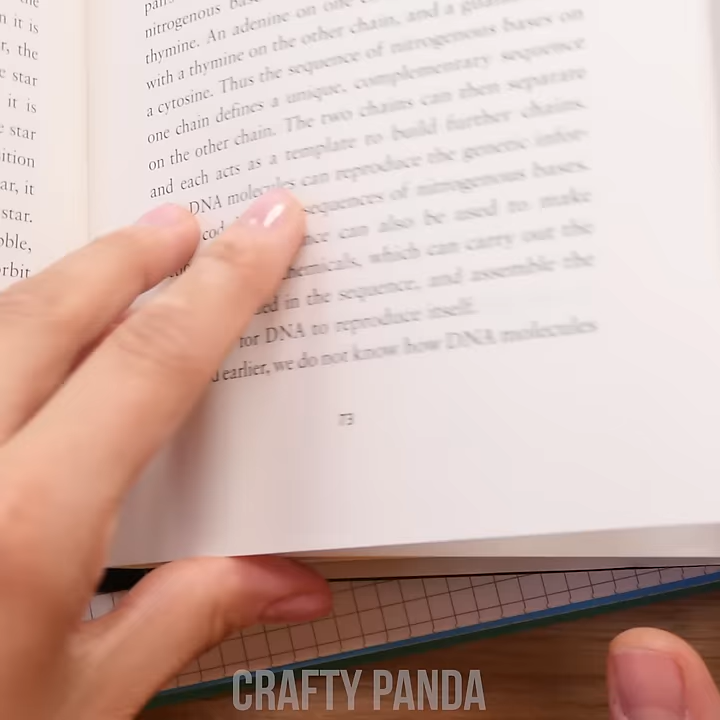 n it is
r, the
e star
it is
e star
ition
ar, it
star.
bble,
orbit
nitrogenous
thymine. An adenine on one
with a thymine on the other chain, and a
a cytosine. Thus the sequence of nitrogenous bases on
one chain defines a unique, complementary sequence
on the other chain. The two chains can then separate
and each acts as a template to build further chains.
DNA molecules can reproduce the genetic infor-
cod sequences of nitrogenous bases.
can also be used to make
hemicals, which can carry out the
ed in the sequence, and assemble the
for DNA to reproduce itself.
d earlier, we do not know how DNA molecules
73
CRAFTY PANDA